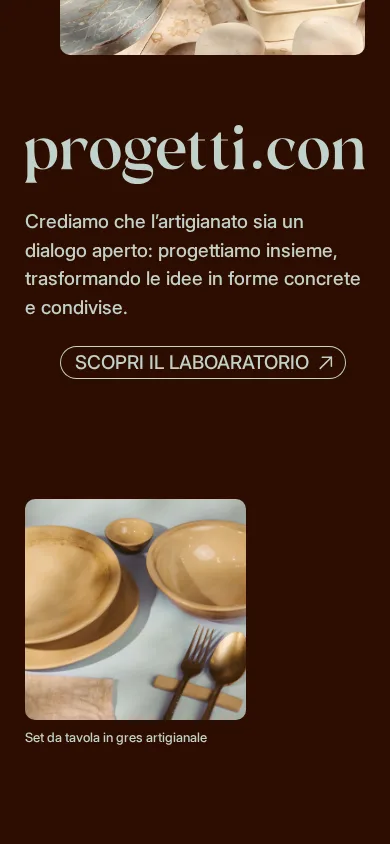 progetti.con
Crediamo che l’artigianato sia un
dialogo aperto: progettiamo insieme,
trasformando le idee in forme concrete
e condivise.
SCOPRI IL LABOARATORIO
Set da tavola in gres artigianale